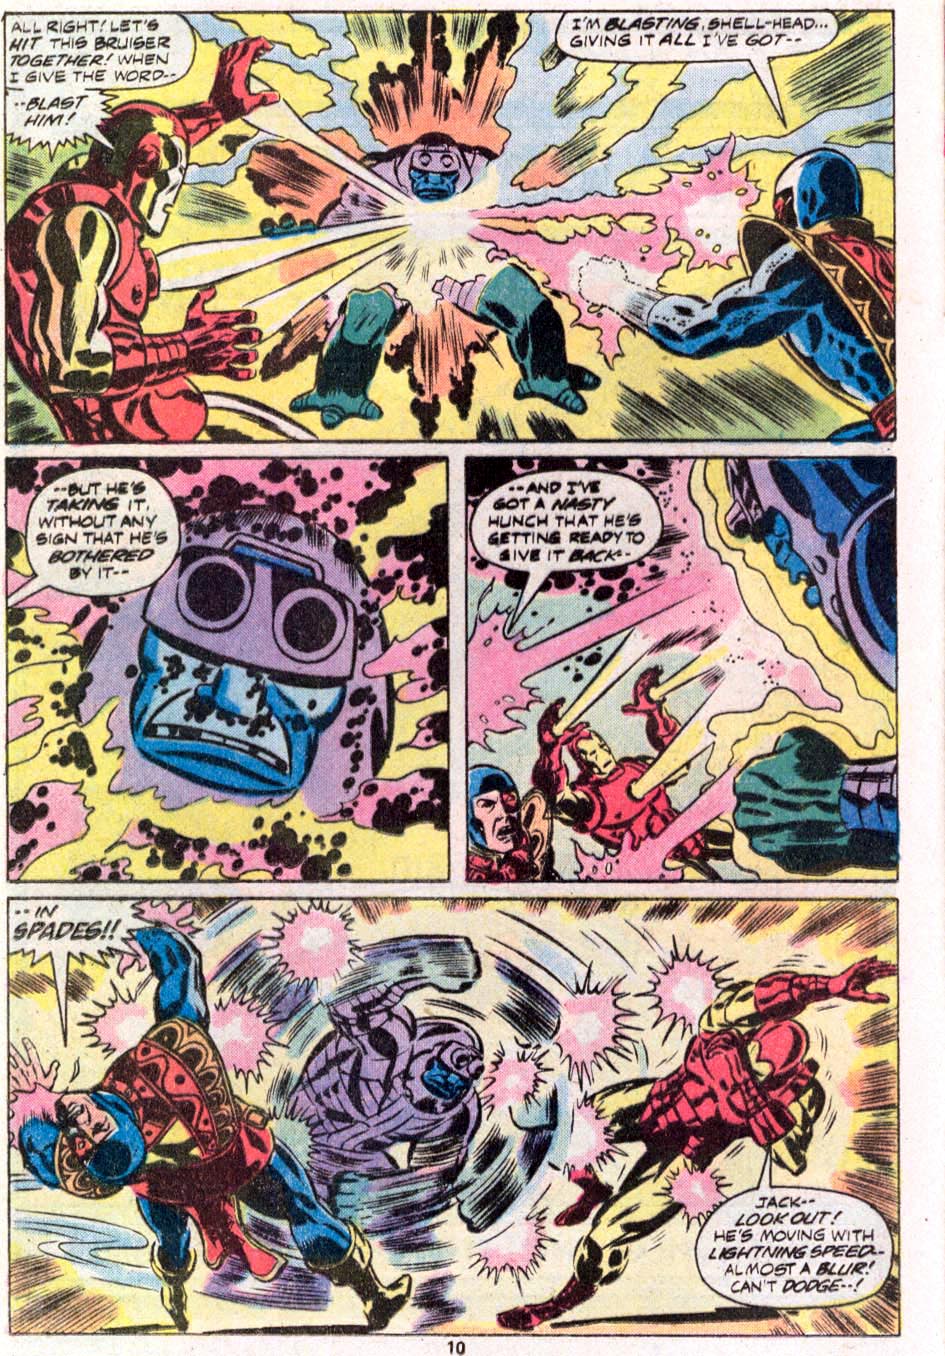 ALL RIGHT! LET'S
HIT THIS BRUISER
TOGETHER! WHEN
I GIVE THE WORD--
--BLAST
HIM!
I'M BLASTING, SHELL-HEAD...
GIVING IT ALL I'VE GOT--
--BUT HE'S
TAKING IT,
WITHOUT ANY
SIGN THAT HE'S
BOTHERED
BY IT--
--AND I'VE
GOT A NASTY
HUNCH THAT HE'S
GETTING READY TO
GIVE IT BACK--
--IN
SPADES!!
JACK--
LOOK OUT!
HE'S MOVING WITH
LIGHTNING SPEED--
ALMOST A BLUR!
CAN'T DODGE--!
10